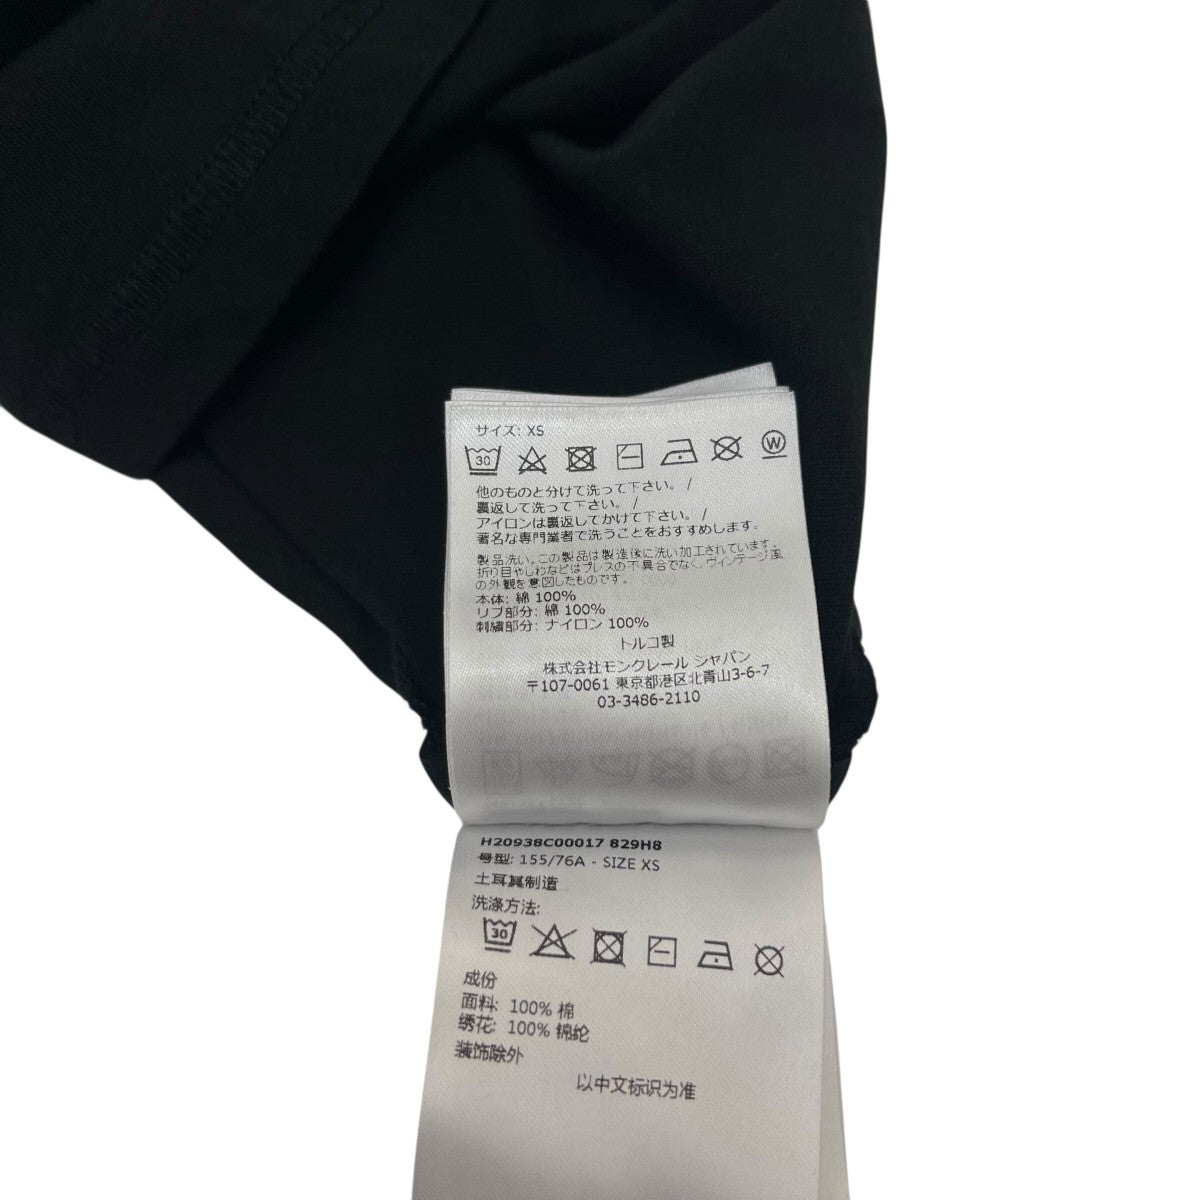 サイズ: XS
30 W
他のものと分けて洗って下さい。 /
裏返して洗って下さい。 /
アイロンは裏返してかけて下さい。 /
著名な専門業者で洗うことをおすすめします。
製品洗い。この製品は製造後に洗い加工されています。
折り目やしわなどはプレスの不具合でなく、ヴィンテージ風
の外観を意図したものです。
本体: 綿 100%
リブ部分: 綿 100%
刺繍部分: ナイロン 100%
トルコ製
株式会社モンクレール ジャパン
〒107-0061 東京都港区北青山3-6-7
03-3486-2110
H20938C00017 829H8
号型: 155/76A - SIZE XS
土耳其制造
洗涤方法:
30
成份
面料: 100% 棉
绣花: 100% 锦纶
装饰除外
以中文标识为准